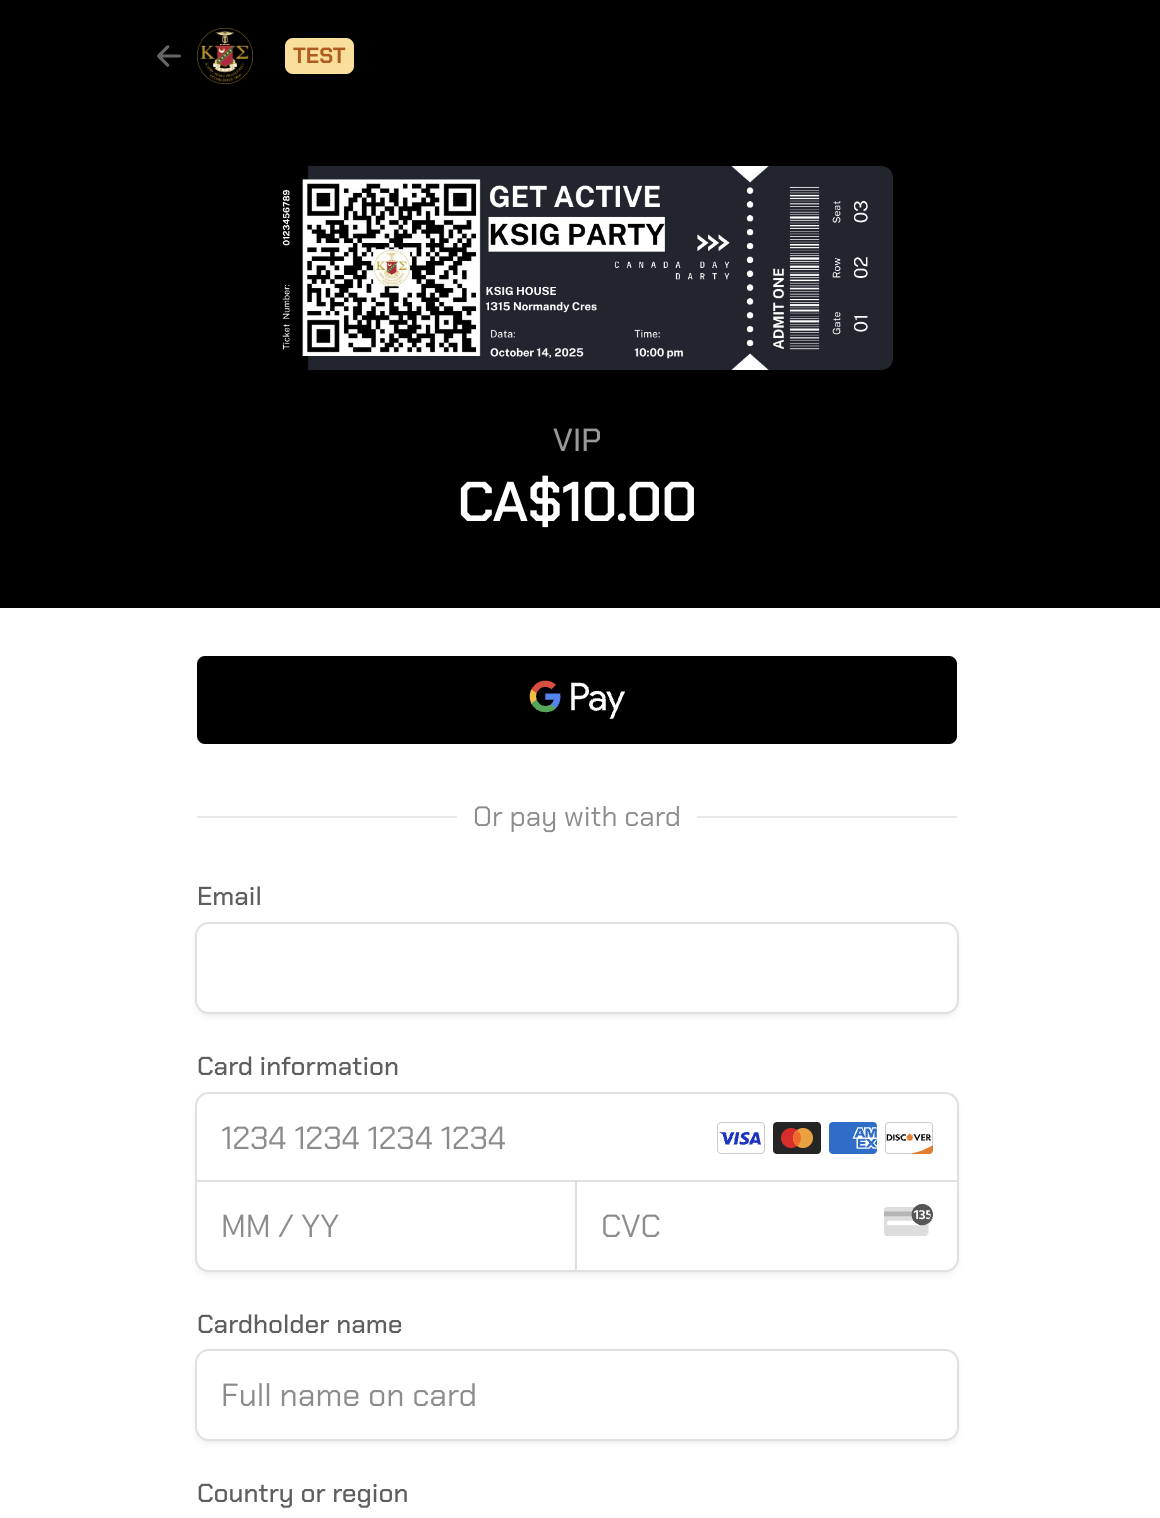 K Σ
TEST
Ticket Number: 0123456789
GET ACTIVE
KSIG PARTY
>>>
CANADA DAY
DARTY
KSIG HOUSE
1315 Normandy Cres
Data:
October 14, 2025
Time:
10:00 pm
ADMIT ONE
Gate 01
Row 02
Seat 03
VIP
CA$10.00
G Pay
Or pay with card
Email
Card information
1234 1234 1234 1234
VISA
AMEX
DISCOVER
MM / YY
CVC
135
Cardholder name
Full name on card
Country or region